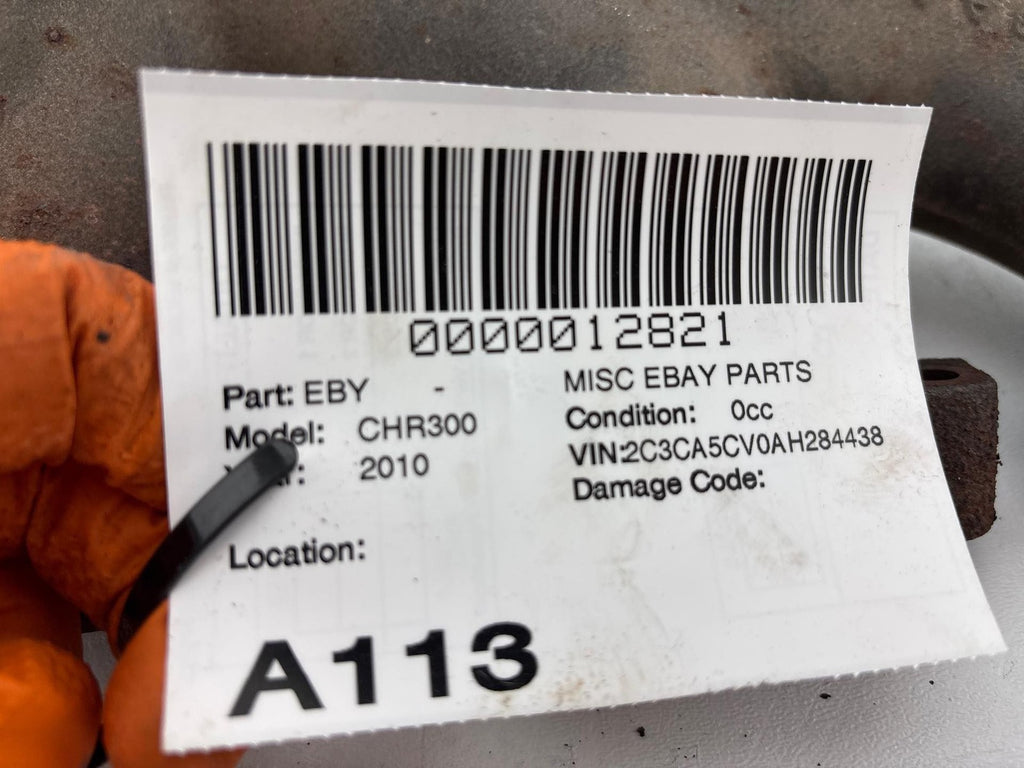 0000012821
Part: EBY - MISC EBAY PARTS
Model: CHR300 Condition: 0cc
2010 VIN:2C3CA5CV0AH284438
Damage Code:
Location:
A113